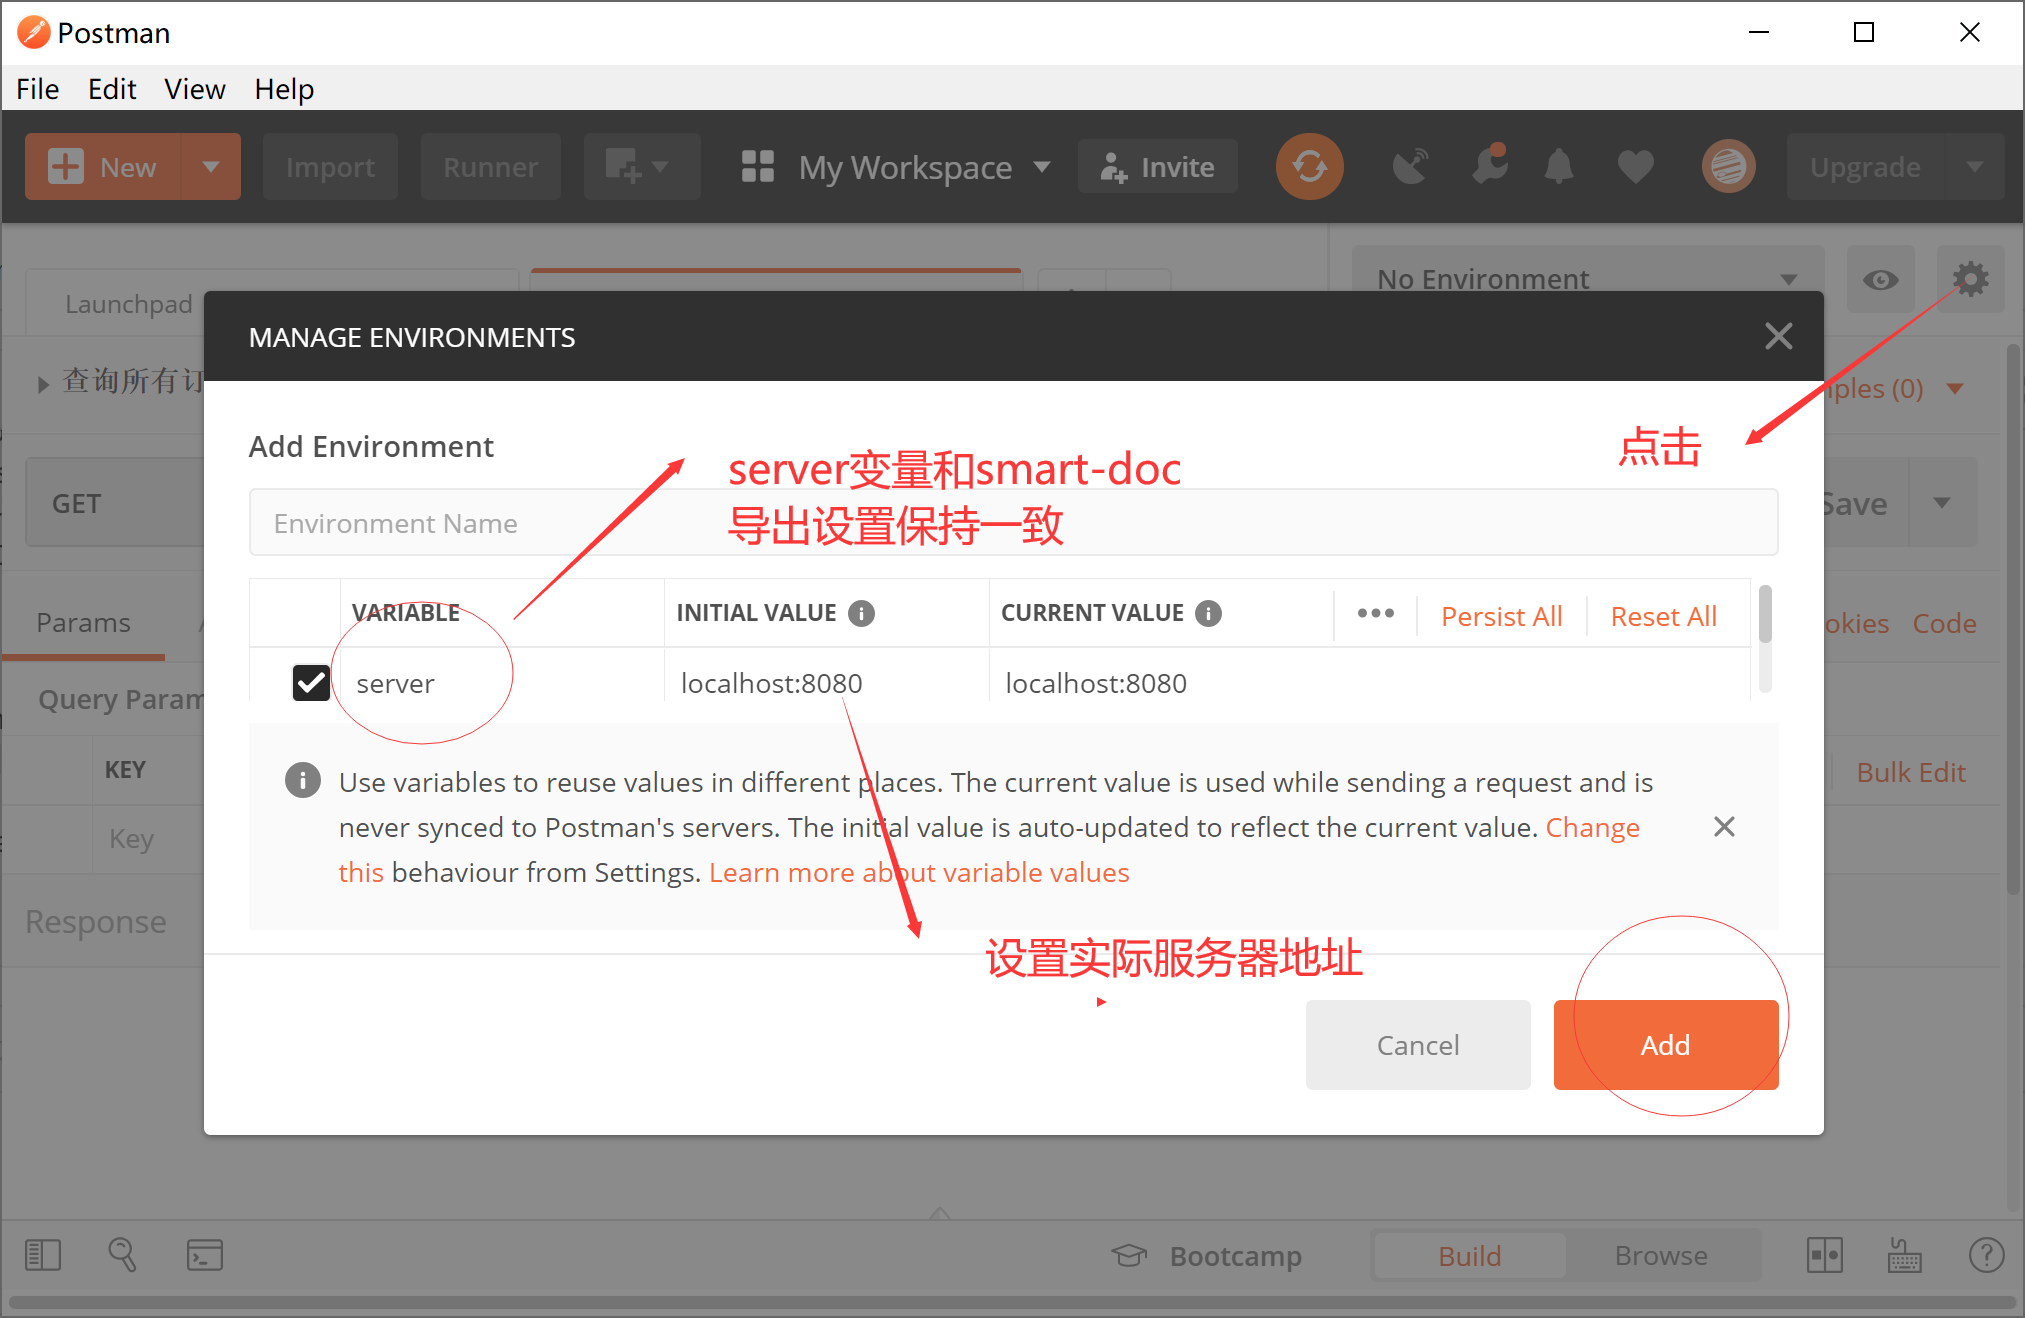 Postman
File Edit View Help
New Import Runner My Workspace Invite Upgrade
No Environment
Launchpad
MANAGE ENVIRONMENTS
查询所有订
ples (0)
点击
Add Environment
server变量和smart-doc
导出设置保持一致
GET
Environment Name
Save
VARIABLE INITIAL VALUE CURRENT VALUE Persist All Reset All
Params
okies Code
server localhost:8080 localhost:8080
Query Param
KEY
Bulk Edit
Use variables to reuse values in different places. The current value is used while sending a request and is
never synced to Postman's servers. The initial value is auto-updated to reflect the current value. Change
this behaviour from Settings. Learn more about variable values
Key
Response
设置实际服务器地址
Cancel Add
Bootcamp Build Browse